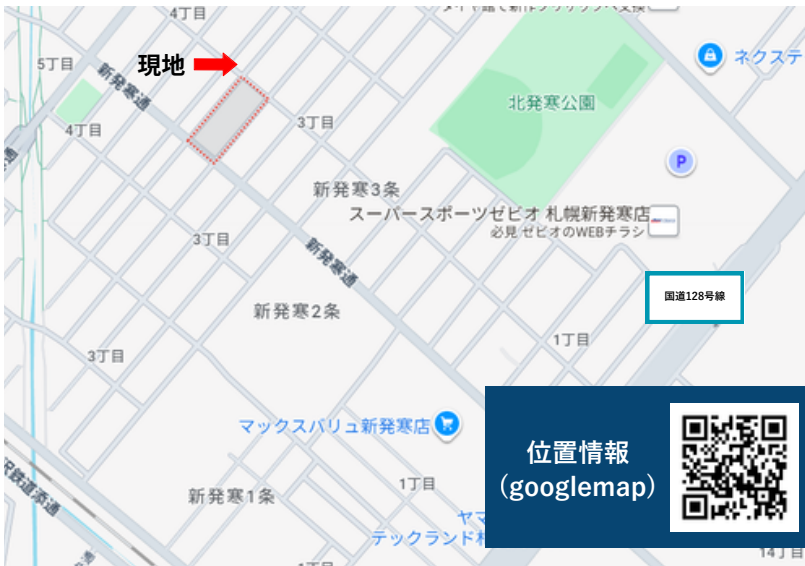 4丁目
5丁目
現地
新発寒通
ネクステ
北発寒公園
4丁目
3丁目
P
新発寒3条
スーパースポーツゼビオ 札幌新発寒店
必見 ゼビオのWEBチラシ
3丁目
新発寒通
国道128号線
新発寒2条
1丁目
3丁目
マックスバリュ新発寒店
位置情報
(googlemap)
新発寒1条
1丁目
ヤマ
テックランド
14丁目